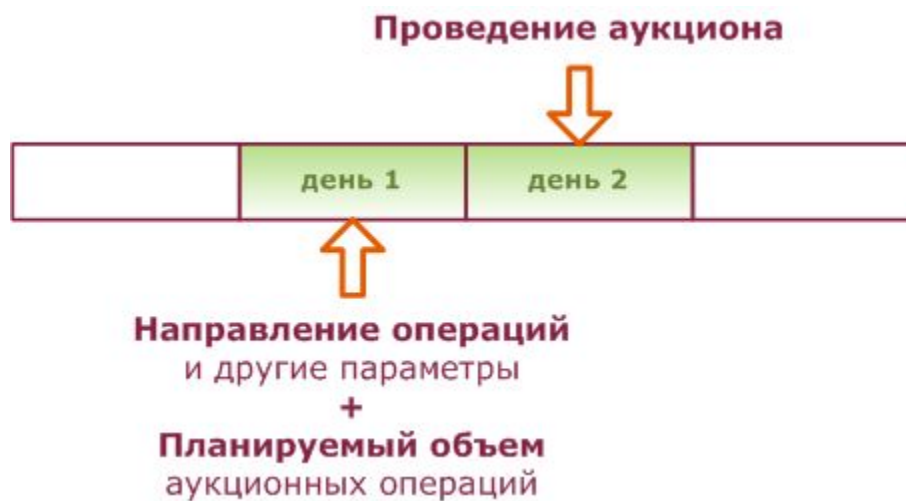 Проведение аукциона
день 1
день 2
Направление операций
и другие параметры
+
Планируемый объем
аукционных операций